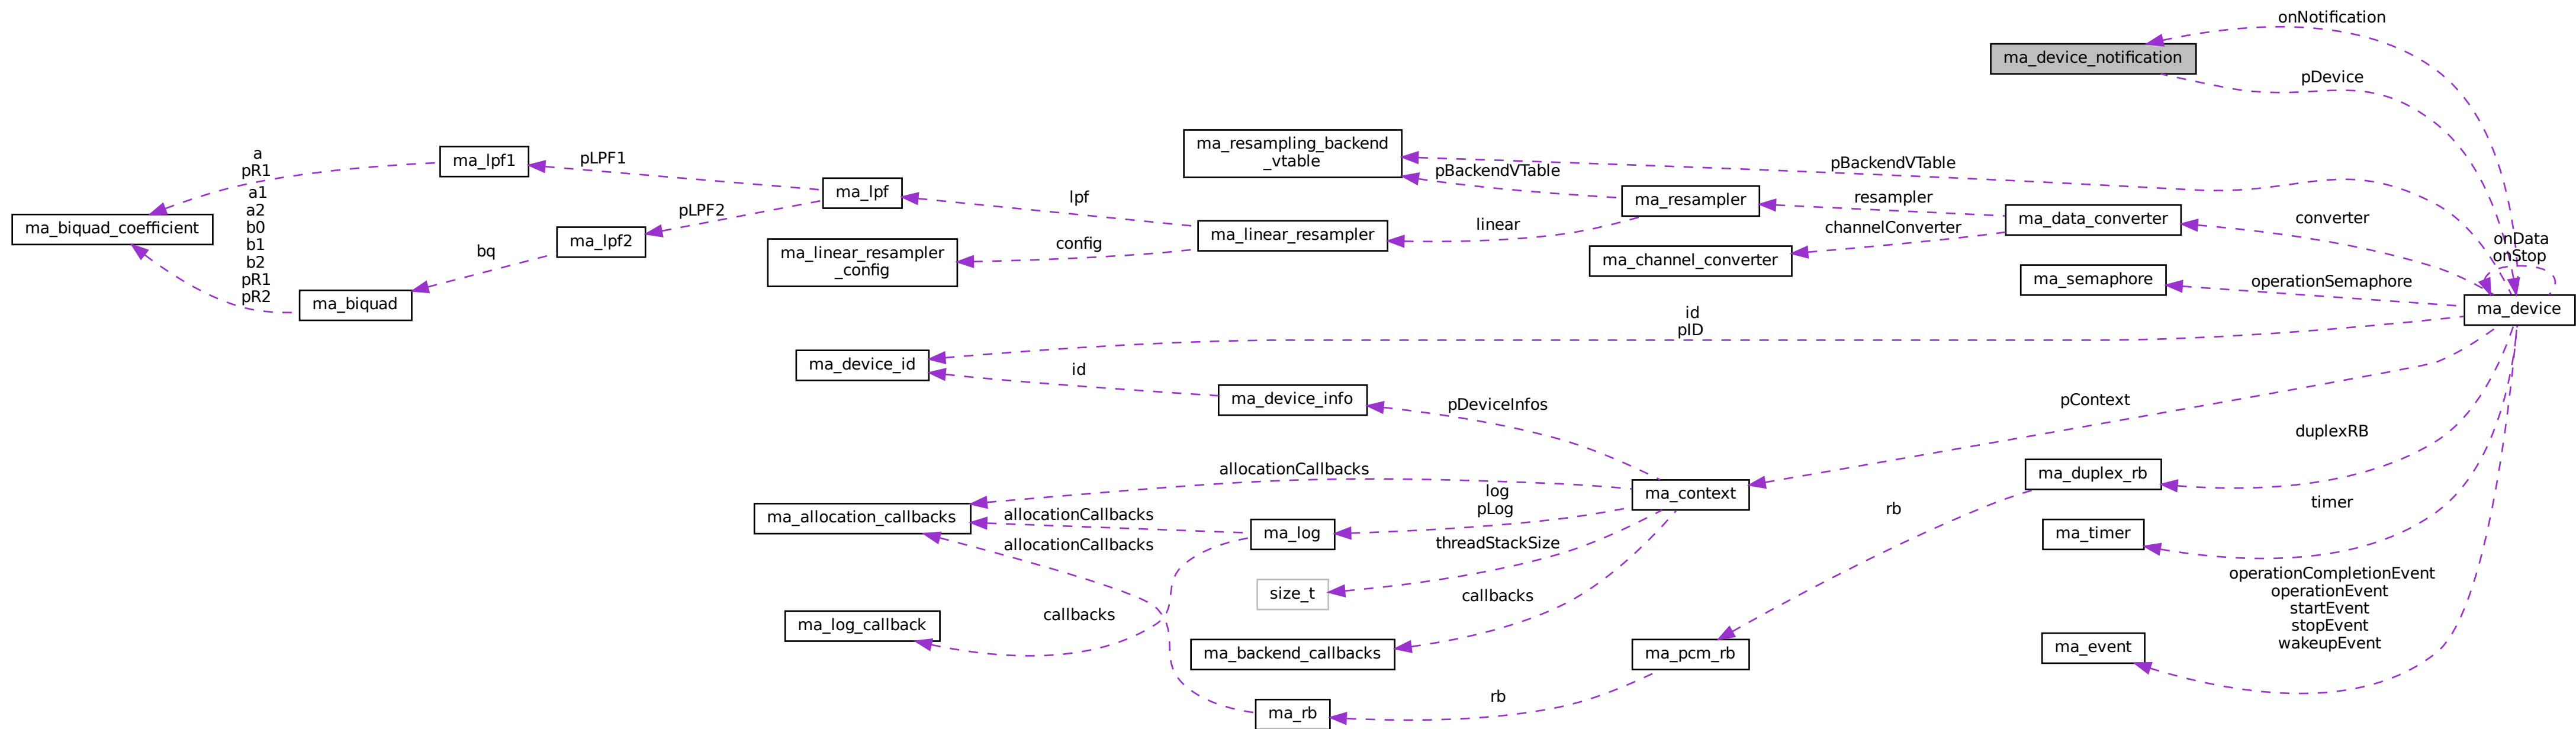 onNotification
ma_device_notification
pDevice
ma_resampling_backend
_vtable
pBackendVTable
pBackendVTable
a
pR1
a1
a2
b0
b1
b2
pR1
pR2
ma_lpf1
pLPF1
ma_lpf
lpf
ma_resampler
resampler
ma_data_converter
converter
ma_biquad_coefficient
pLPF2
ma_lpf2
bq
ma_linear_resampler
linear
channelConverter
ma_linear_resampler
_config
config
ma_channel_converter
onData
onStop
ma_semaphore
operationSemaphore
ma_biquad
ma_device
id
pID
ma_device_id
id
ma_device_info
pDeviceInfos
pContext
duplexRB
allocationCallbacks
ma_context
ma_duplex_rb
log
pLog
ma_allocation_callbacks
allocationCallbacks
ma_log
rb
timer
ma_timer
allocationCallbacks
threadStackSize
size_t
callbacks
operationCompletionEvent
operationEvent
startEvent
stopEvent
wakeupEvent
ma_log_callback
callbacks
ma_backend_callbacks
ma_pcm_rb
ma_event
ma_rb
rb